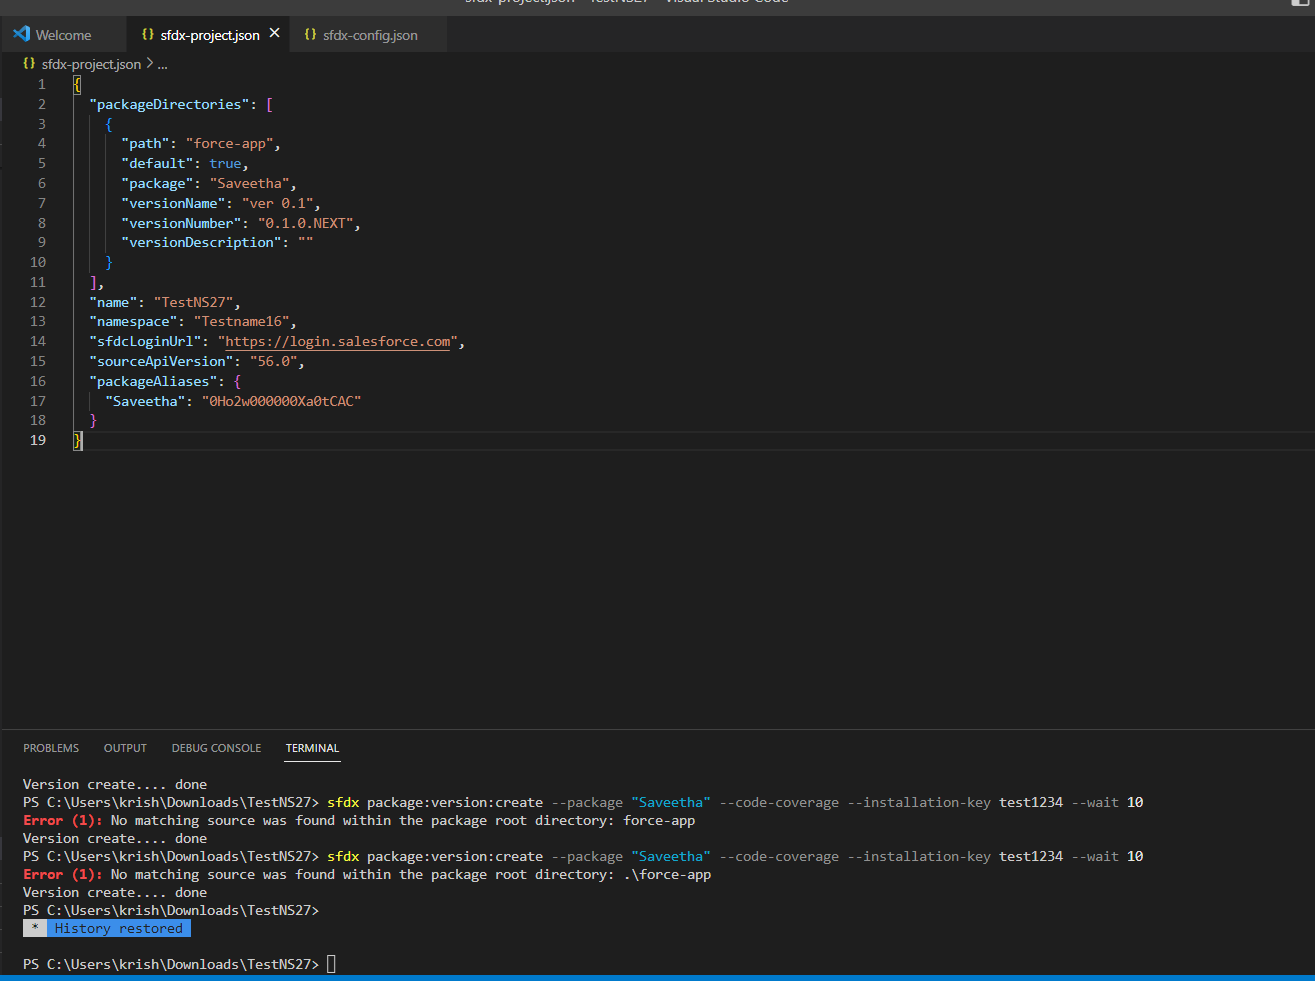 sfdx-project.json - TestNS27 - Visual Studio Code
Welcome {} sfdx-project.json × {} sfdx-config.json
{} sfdx-project.json > ...
1 {
2 "packageDirectories": [
3 {
4 "path": "force-app",
5 "default": true,
6 "package": "Saveetha",
7 "versionName": "ver 0.1",
8 "versionNumber": "0.1.0.NEXT",
9 "versionDescription": ""
10 }
11 ],
12 "name": "TestNS27",
13 "namespace": "Testname16",
14 "sfdcLoginUrl": "https://login.salesforce.com",
15 "sourceApiVersion": "56.0",
16 "packageAliases": {
17 "Saveetha": "0Ho2w000000Xa0tCAC"
18 }
19 }
PROBLEMS OUTPUT DEBUG CONSOLE TERMINAL
Version create.... done
PS C:\Users\krish\Downloads\TestNS27> sfdx package:version:create --package "Saveetha" --code-coverage --installation-key test1234 --wait 10
Error (1): No matching source was found within the package root directory: force-app
Version create.... done
PS C:\Users\krish\Downloads\TestNS27> sfdx package:version:create --package "Saveetha" --code-coverage --installation-key test1234 --wait 10
Error (1): No matching source was found within the package root directory: .\force-app
Version create.... done
PS C:\Users\krish\Downloads\TestNS27>
* History restored
PS C:\Users\krish\Downloads\TestNS27>